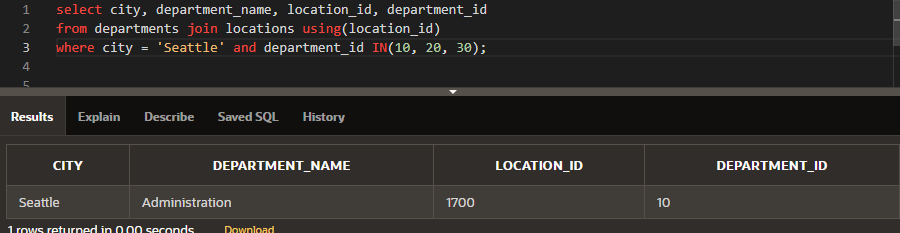 1 select city, department_name, location_id, department_id
2 from departments join locations using(location_id)
3 where city = 'Seattle' and department_id IN(10, 20, 30);
4
5
Results Explain Describe Saved SQL History
CITY DEPARTMENT_NAME LOCATION_ID DEPARTMENT_ID
Seattle Administration 1700 10
1 rows returned in 0.00 seconds Download